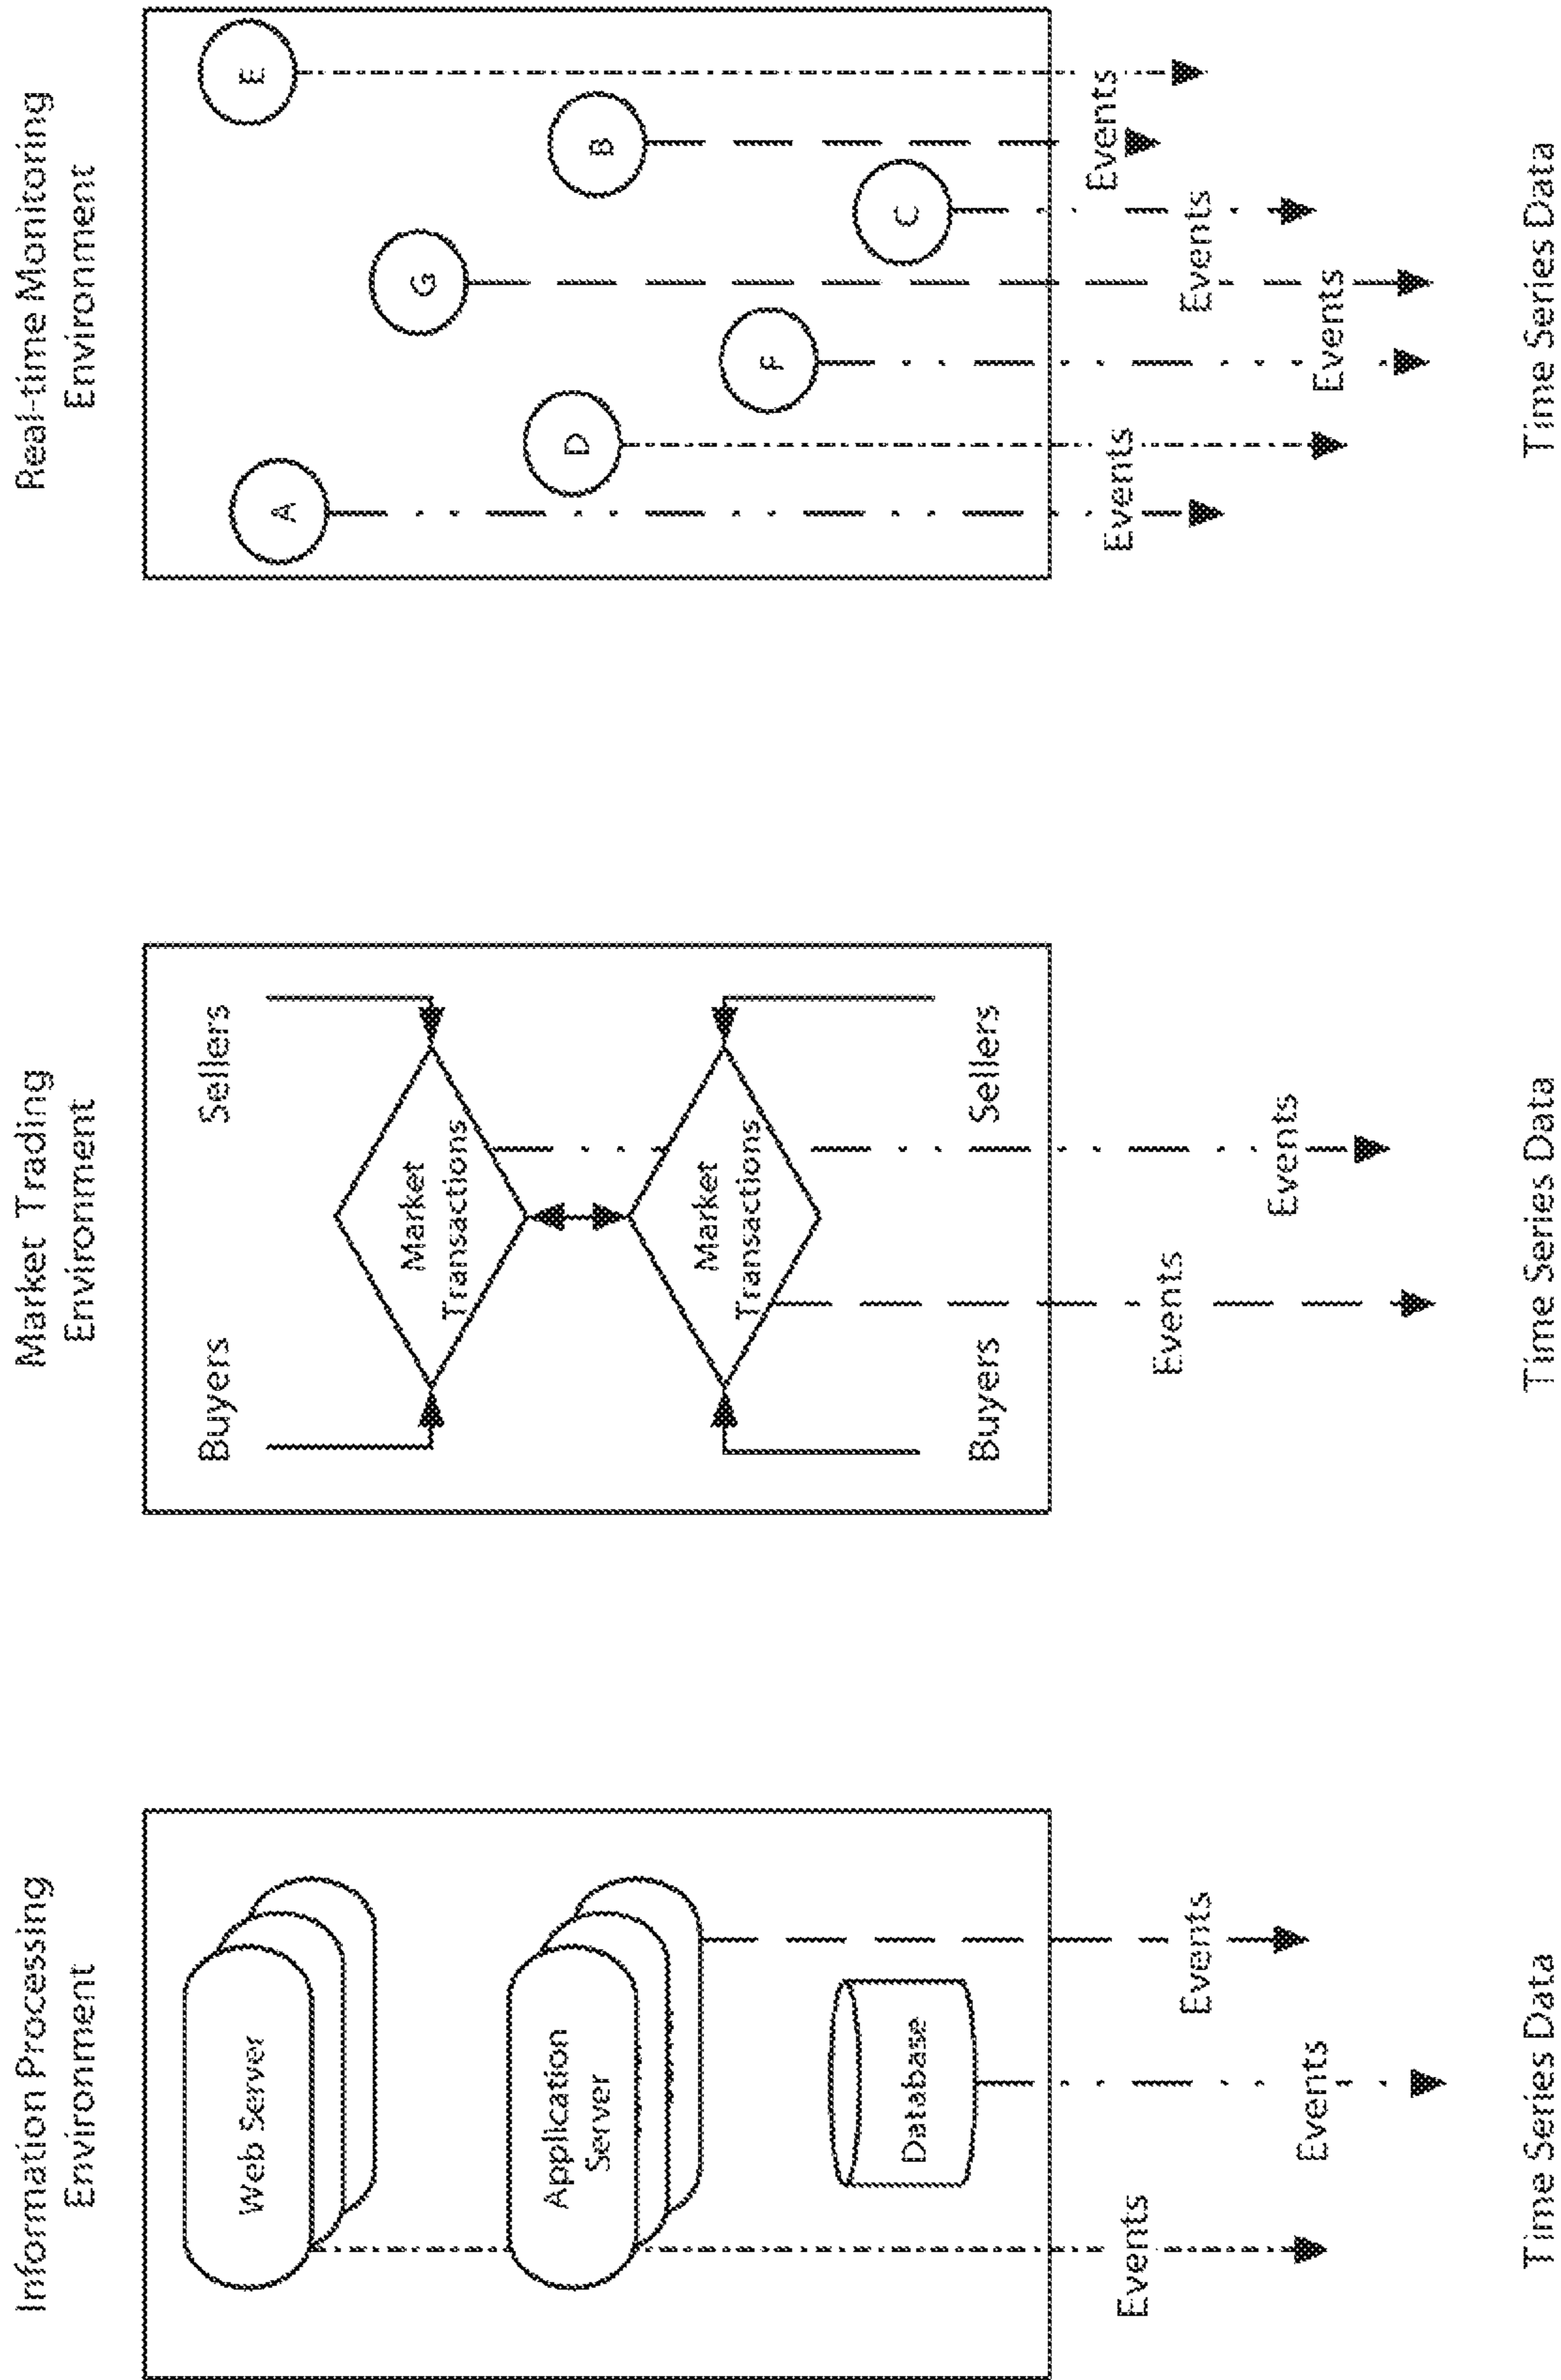 Information Processing
Environment
Web Server
Application
Server
Database
Events
Events
Events
Time Series Data
Market Trading
Environment
Buyers
Sellers
Market
Transactions
Market
Transactions
Buyers
Sellers
Events
Events
Time Series Data
Real-time Monitoring
Environment
E
A
G
D
B
F
C
Events
Events
Events
Events
Time Series Data